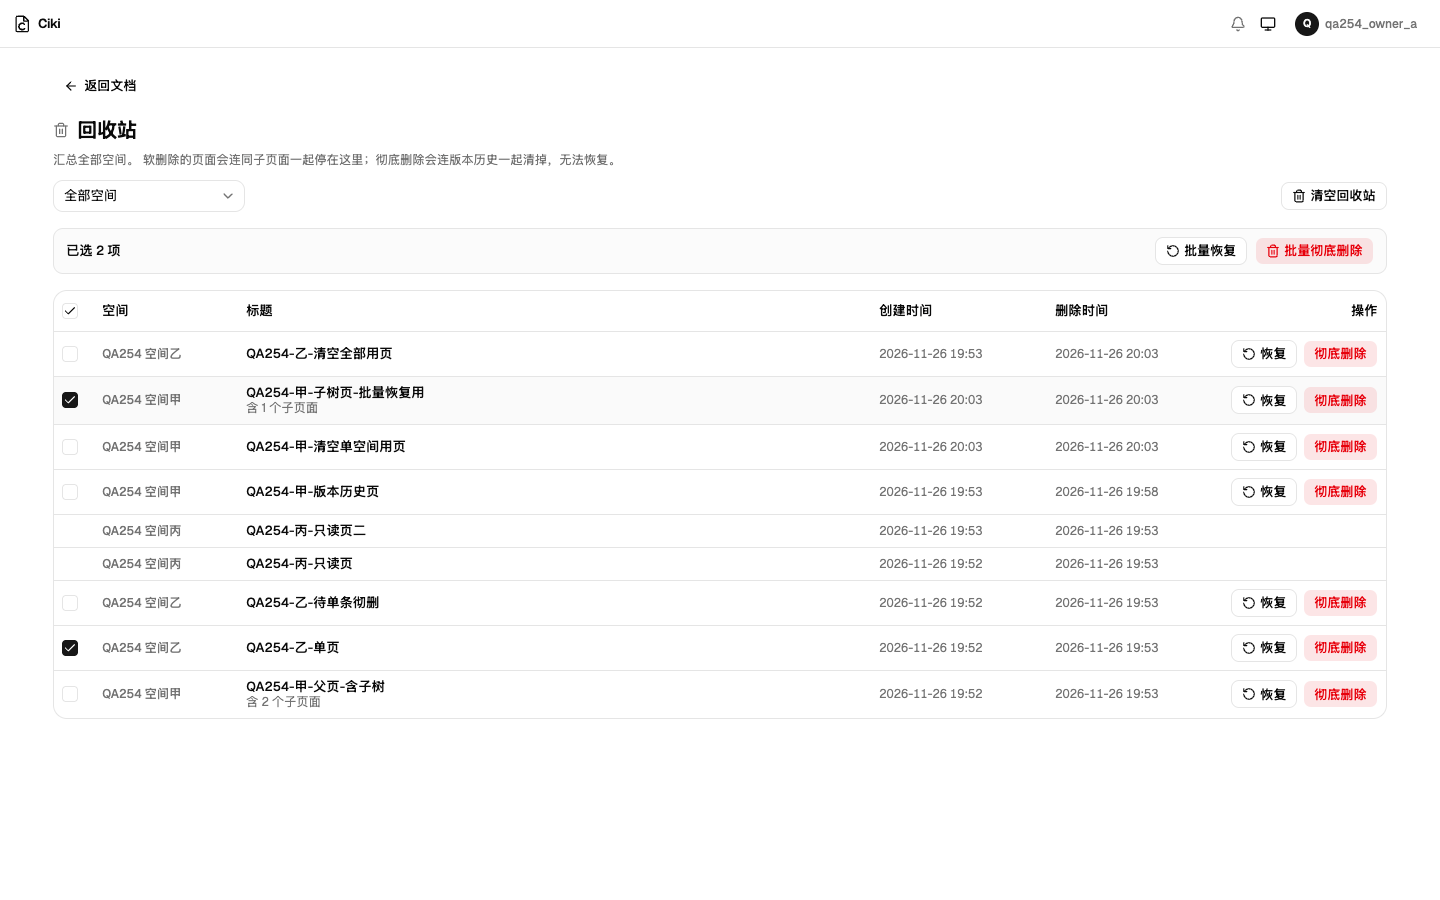 Ciki
Q qa254_owner_a
返回文档
回收站
汇总全部空间。 软删除的页面会连同子页面一起停在这里；彻底删除会连版本历史一起清掉，无法恢复。
全部空间 清空回收站
已选 2 项 批量恢复 批量彻底删除
空间 标题 创建时间 删除时间 操作
QA254 空间乙 QA254-乙-清空全部用页 2026-11-26 19:53 2026-11-26 20:03 恢复 彻底删除
QA254 空间甲 QA254-甲-子树页-批量恢复用 2026-11-26 20:03 2026-11-26 20:03 恢复 彻底删除
含 1 个子页面
QA254 空间甲 QA254-甲-清空单空间用页 2026-11-26 20:03 2026-11-26 20:03 恢复 彻底删除
QA254 空间甲 QA254-甲-版本历史页 2026-11-26 19:53 2026-11-26 19:58 恢复 彻底删除
QA254 空间丙 QA254-丙-只读页二 2026-11-26 19:53 2026-11-26 19:53
QA254 空间丙 QA254-丙-只读页 2026-11-26 19:52 2026-11-26 19:53
QA254 空间乙 QA254-乙-待单条彻删 2026-11-26 19:52 2026-11-26 19:53 恢复 彻底删除
QA254 空间乙 QA254-乙-单页 2026-11-26 19:52 2026-11-26 19:53 恢复 彻底删除
QA254 空间甲 QA254-甲-父页-含子树 2026-11-26 19:52 2026-11-26 19:53 恢复 彻底删除
含 2 个子页面